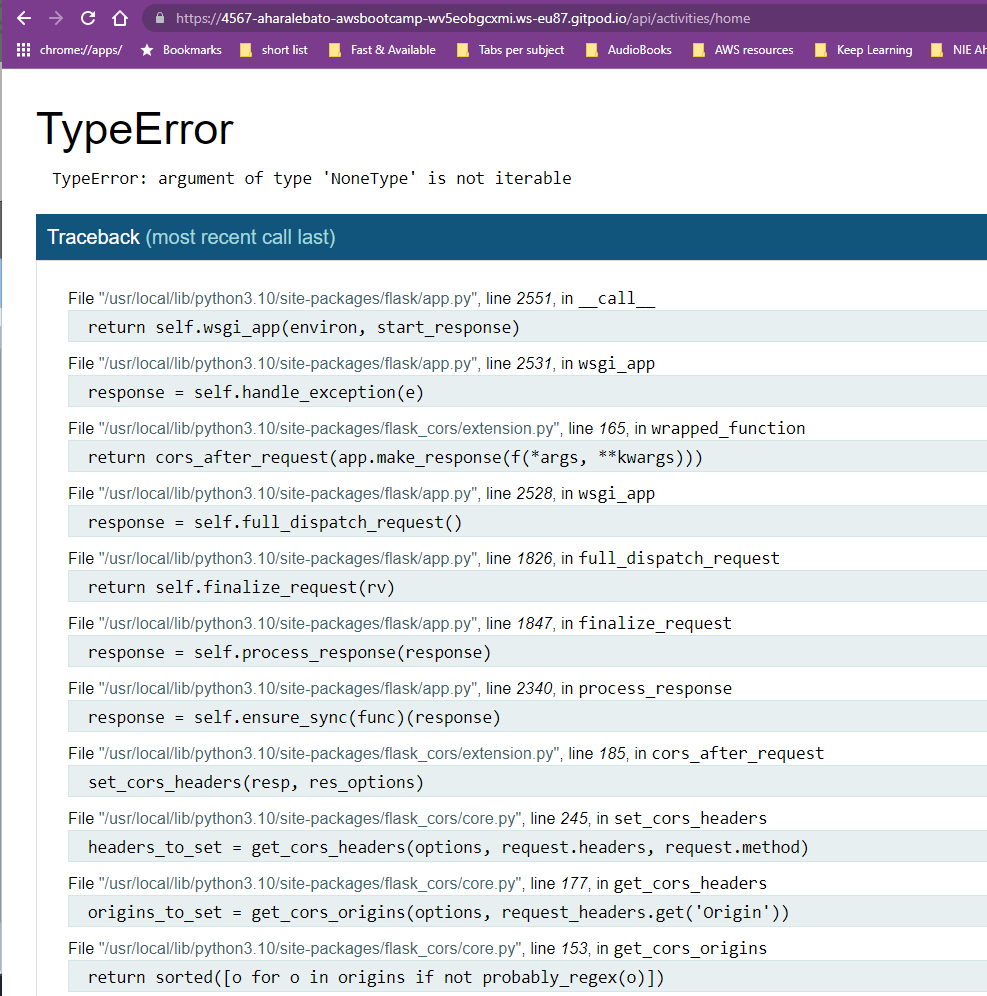 https://4567-aharalebato-awsbootcamp-wv5eobgcxmi.ws-eu87.gitpod.io/api/activities/home
chrome://apps/ Bookmarks short list Fast & Available Tabs per subject AudioBooks AWS resources Keep Learning NIE Ah
TypeError
TypeError: argument of type 'NoneType' is not iterable
Traceback (most recent call last)
File "/usr/local/lib/python3.10/site-packages/flask/app.py", line 2551, in __call__
return self.wsgi_app(environ, start_response)
File "/usr/local/lib/python3.10/site-packages/flask/app.py", line 2531, in wsgi_app
response = self.handle_exception(e)
File "/usr/local/lib/python3.10/site-packages/flask_cors/extension.py", line 165, in wrapped_function
return cors_after_request(app.make_response(f(*args, **kwargs)))
File "/usr/local/lib/python3.10/site-packages/flask/app.py", line 2528, in wsgi_app
response = self.full_dispatch_request()
File "/usr/local/lib/python3.10/site-packages/flask/app.py", line 1826, in full_dispatch_request
return self.finalize_request(rv)
File "/usr/local/lib/python3.10/site-packages/flask/app.py", line 1847, in finalize_request
response = self.process_response(response)
File "/usr/local/lib/python3.10/site-packages/flask/app.py", line 2340, in process_response
response = self.ensure_sync(func)(response)
File "/usr/local/lib/python3.10/site-packages/flask_cors/extension.py", line 185, in cors_after_request
set_cors_headers(resp, res_options)
File "/usr/local/lib/python3.10/site-packages/flask_cors/core.py", line 245, in set_cors_headers
headers_to_set = get_cors_headers(options, request.headers, request.method)
File "/usr/local/lib/python3.10/site-packages/flask_cors/core.py", line 177, in get_cors_headers
origins_to_set = get_cors_origins(options, request_headers.get('Origin'))
File "/usr/local/lib/python3.10/site-packages/flask_cors/core.py", line 153, in get_cors_origins
return sorted([o for o in origins if not probably_regex(o)])